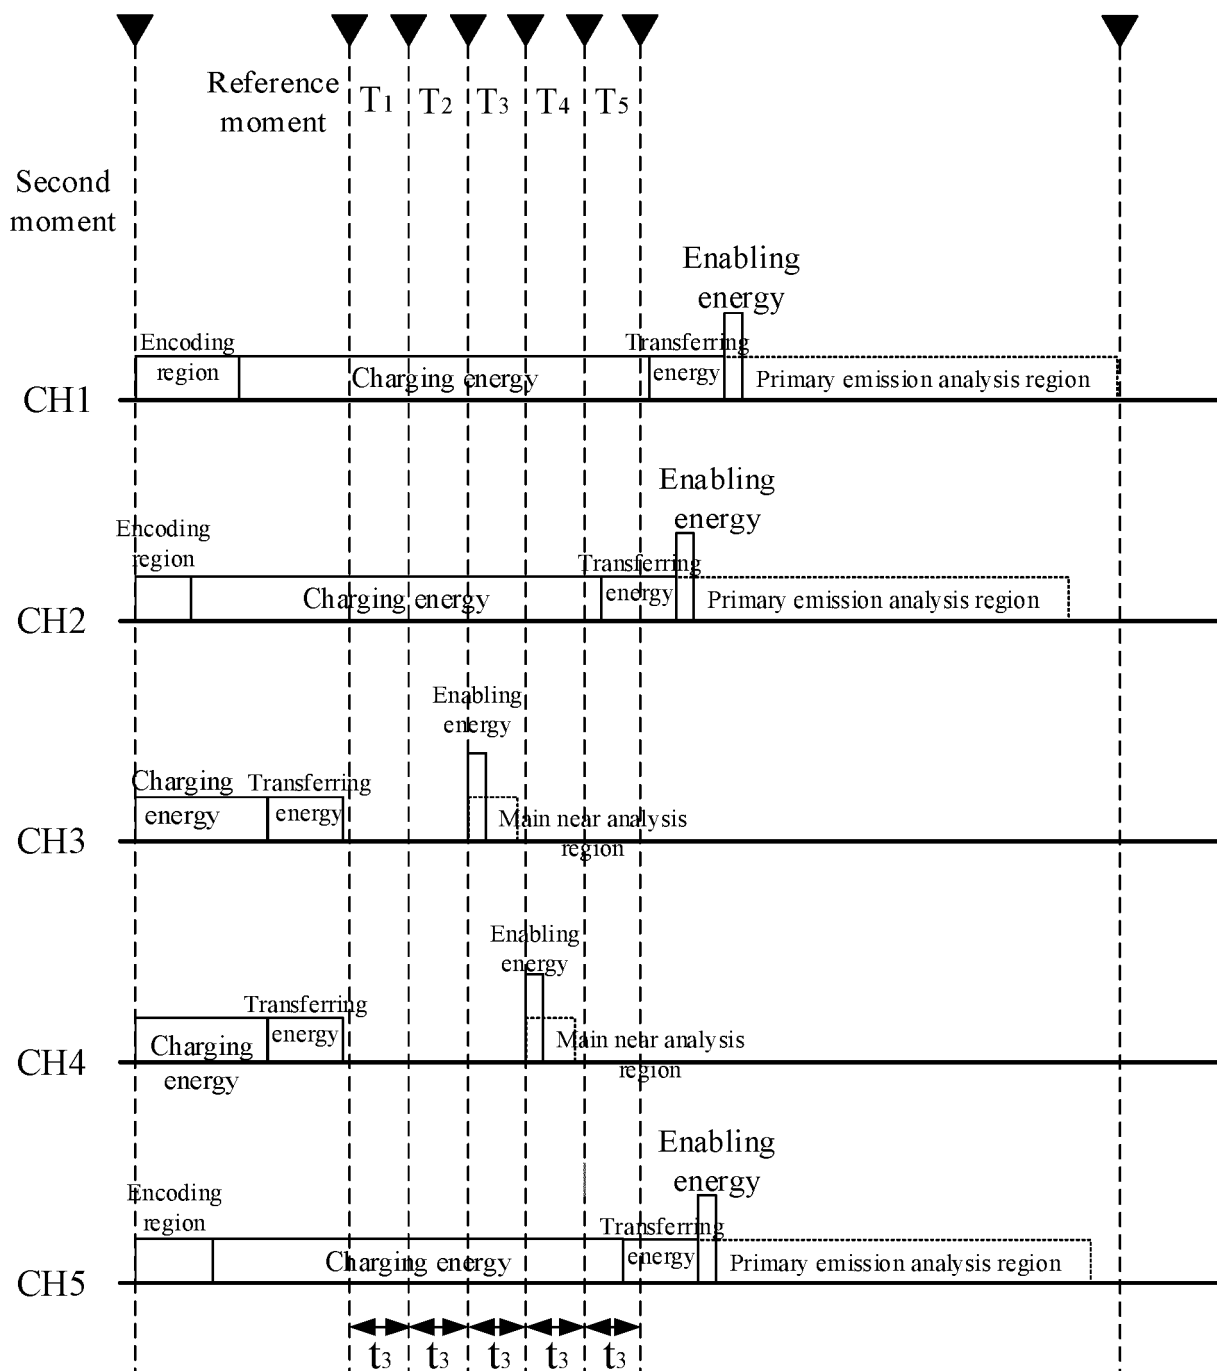 Reference
moment
T1 T2 T3 T4 T5
Second
moment
Enabling
energy
Encoding
region
Charging energy
Transferring
energy
Primary emission analysis region
CH1
Enabling
energy
Encoding
region
Charging energy
Transferring
energy
Primary emission analysis region
CH2
Enabling
energy
Charging
energy
Transferring
energy
Main near analysis
region
CH3
Enabling
energy
Charging
energy
Transferring
energy
Main near analysis
region
CH4
Enabling
energy
Encoding
region
Charging energy
Transferring
energy
Primary emission analysis region
CH5
t3 t3 t3 t3 t3